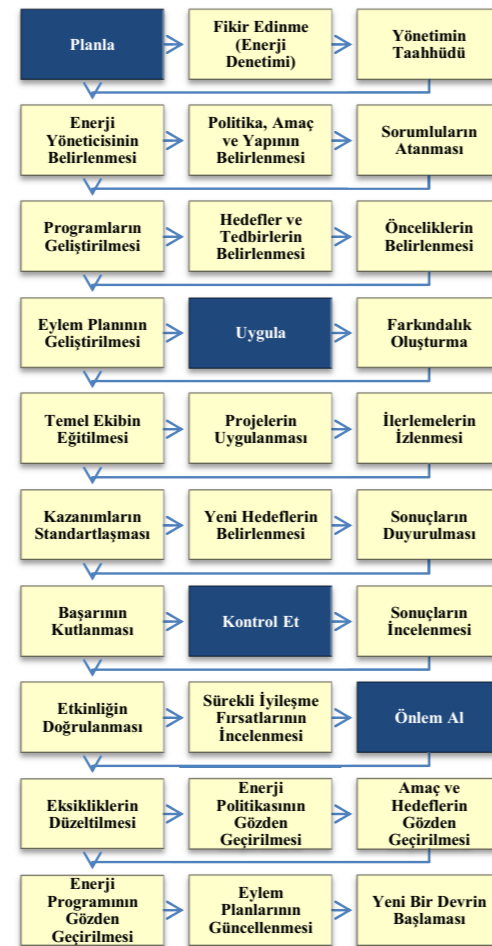 Planla
Fikir Edinme
(Enerji
Denetimi)
Yönetimin
Taahhüdü
Enerji
Yöneticisinin
Belirlenmesi
Politika, Amaç
ve Yapının
Belirlenmesi
Sorumluların
Atanması
Programların
Geliştirilmesi
Hedefler ve
Tedbirlerin
Belirlenmesi
Önceliklerin
Belirlenmesi
Eylem Planının
Geliştirilmesi
Uygula
Farkındalık
Oluşturma
Temel Ekibin
Eğitilmesi
Projelerin
Uygulanması
İlerlemelerin
İzlenmesi
Kazanımların
Standartlaşması
Yeni Hedeflerin
Belirlenmesi
Sonuçların
Duyurulması
Başarının
Kutlanması
Kontrol Et
Sonuçların
İncelenmesi
Etkinliğin
Doğrulanması
Sürekli İyileşme
Fırsatlarının
İncelenmesi
Önlem Al
Eksikliklerin
Düzeltilmesi
Enerji
Politikasının
Gözden
Geçirilmesi
Amaç ve
Hedeflerin
Gözden
Geçirilmesi
Enerji
Programının
Gözden
Geçirilmesi
Eylem
Planlarının
Güncellenmesi
Yeni Bir Devrin
Başlaması